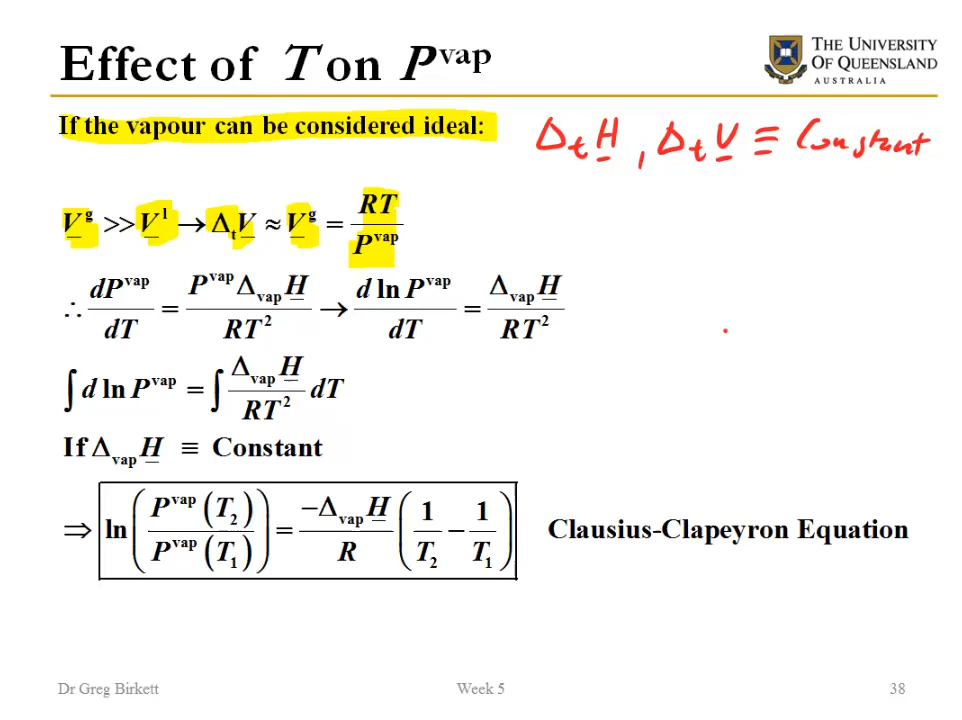 Effect of T on P^vap
THE UNIVERSITY
OF QUEENSLAND
AUSTRALIA
If the vapour can be considered ideal:
Δ_t H̲, Δ_t V̲ ≡ Constant
V̲^g >> V̲^l → Δ_t V̲ ≈ V̲^g = RT / P^vap
∴ dP^vap / dT = P^vap Δ_vap H̲ / RT^2 → d ln P^vap / dT = Δ_vap H̲ / RT^2
∫ d ln P^vap = ∫ Δ_vap H̲ / RT^2 dT
If Δ_vap H̲ ≡ Constant
⇒ ln ( P^vap (T_2) / P^vap (T_1) ) = −Δ_vap H̲ / R ( 1 / T_2 − 1 / T_1 ) Clausius-Clapeyron Equation
Dr Greg Birkett Week 5 38